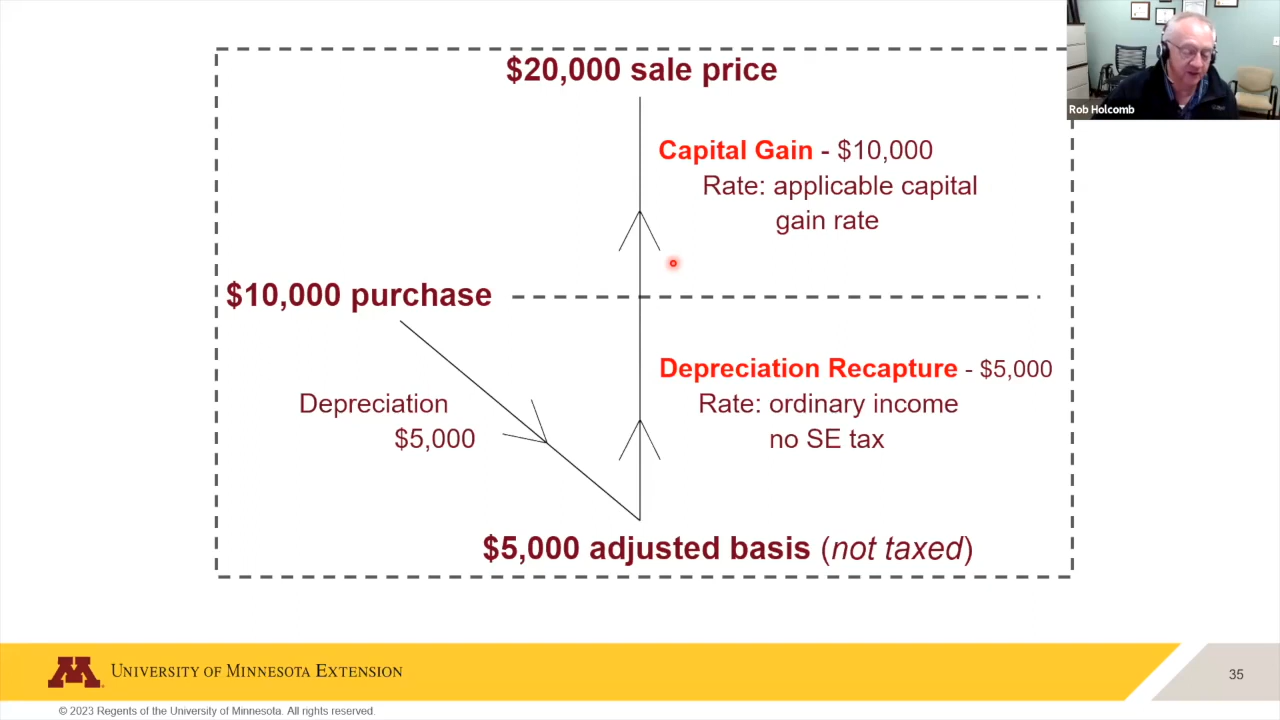 $20,000 sale price
Rob Holcomb
Capital Gain - $10,000
Rate: applicable capital
gain rate
$10,000 purchase
Depreciation Recapture - $5,000
Depreciation
$5,000
Rate: ordinary income
no SE tax
$5,000 adjusted basis (not taxed)
M
UNIVERSITY OF MINNESOTA EXTENSION
35
© 2023 Regents of the University of Minnesota. All rights reserved.